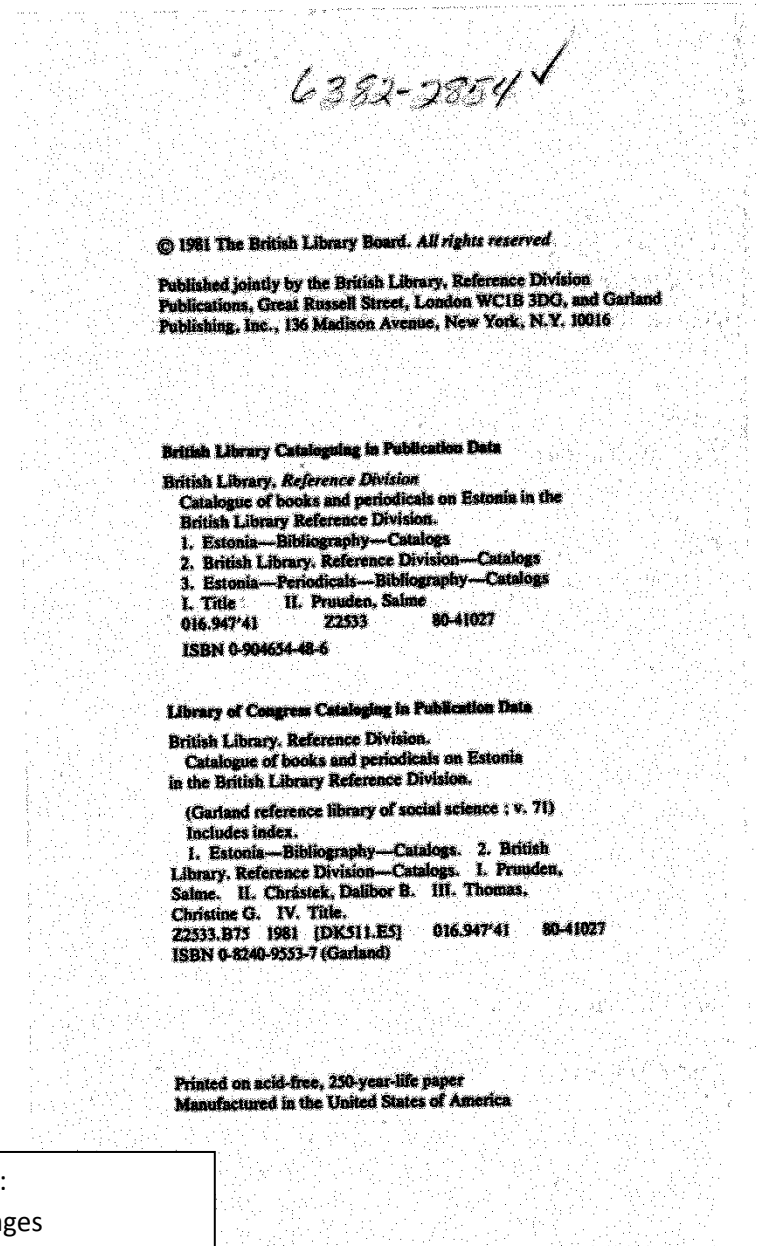 6382-2854 ✓
© 1981 The British Library Board. All rights reserved
Published jointly by the British Library, Reference Division
Publications, Great Russell Street, London WC1B 3DG, and Garland
Publishing, Inc., 136 Madison Avenue, New York, N.Y. 10016
British Library Cataloguing in Publication Data
British Library, Reference Division
Catalogue of books and periodicals on Estonia in the
British Library Reference Division.
1. Estonia—Bibliography—Catalogs
2. British Library. Reference Division—Catalogs
3. Estonia—Periodicals—Bibliography—Catalogs
I. Title II. Pruuden, Salme
016.947'41 Z2533 80-41027
ISBN 0-904654-48-6
Library of Congress Cataloging in Publication Data
British Library. Reference Division.
Catalogue of books and periodicals on Estonia
in the British Library Reference Division.
(Garland reference library of social science ; v. 71)
Includes index.
1. Estonia—Bibliography—Catalogs. 2. British
Library. Reference Division—Catalogs. I. Pruuden,
Salme. II. Chrástek, Dalibor B. III. Thomas,
Christine G. IV. Title.
Z2533.B75 1981 [DK511.E5] 016.947'41 80-41027
ISBN 0-8240-9553-7 (Garland)
Printed on acid-free, 250-year-life paper
Manufactured in the United States of America
: